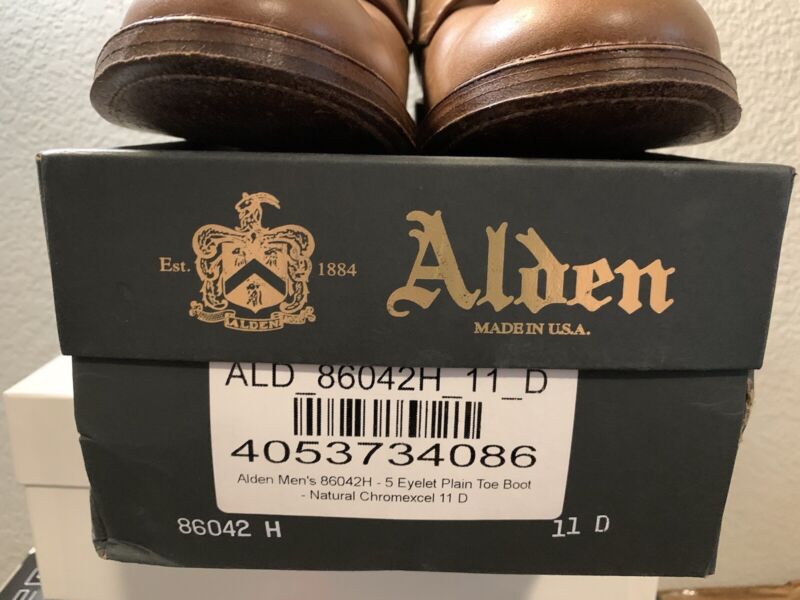 Est. 1884
ALDEN
Alden
MADE IN U.S.A.
ALD_86042H_11_D
4053734086
Alden Men's 86042H - 5 Eyelet Plain Toe Boot
- Natural Chromexcel 11 D
86042 H 11 D